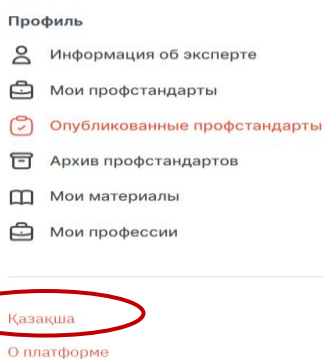 Профиль
Информация об эксперте
Мои профстандарты
Опубликованные профстандарты
Архив профстандартов
Мои материалы
Мои профессии
Қазақша
О платформе